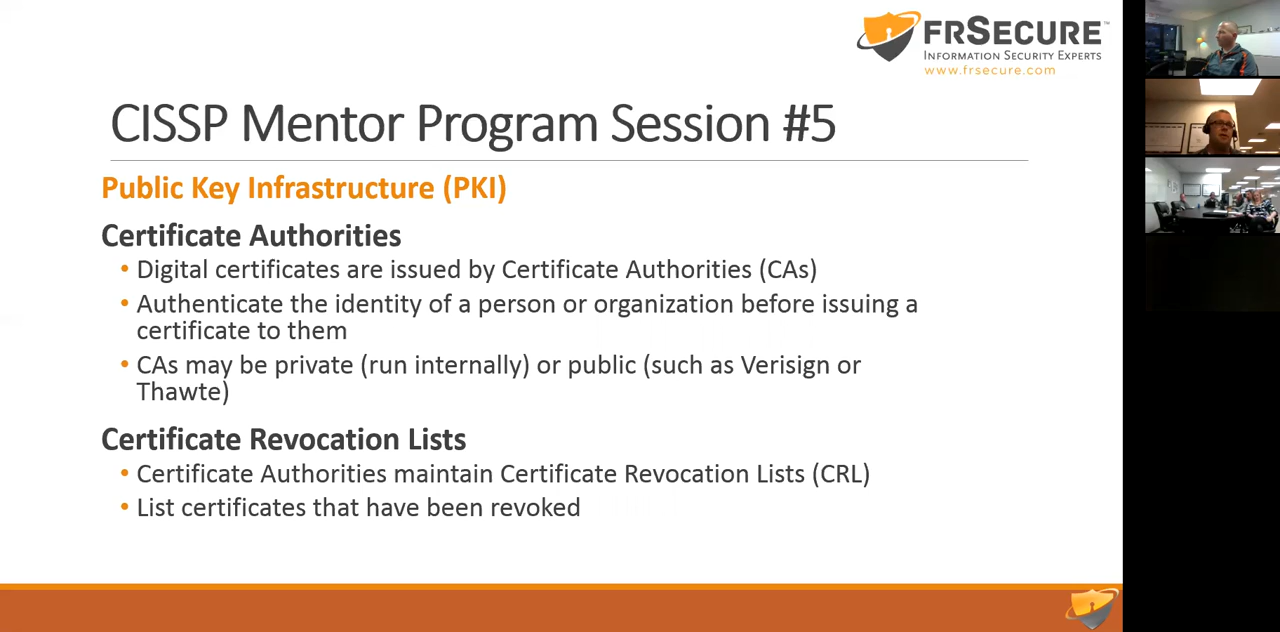 FRSECURE™
INFORMATION SECURITY EXPERTS
www.frsecure.com
CISSP Mentor Program Session #5
Public Key Infrastructure (PKI)
Certificate Authorities
• Digital certificates are issued by Certificate Authorities (CAs)
• Authenticate the identity of a person or organization before issuing a
certificate to them
• CAs may be private (run internally) or public (such as Verisign or
Thawte)
Certificate Revocation Lists
• Certificate Authorities maintain Certificate Revocation Lists (CRL)
• List certificates that have been revoked